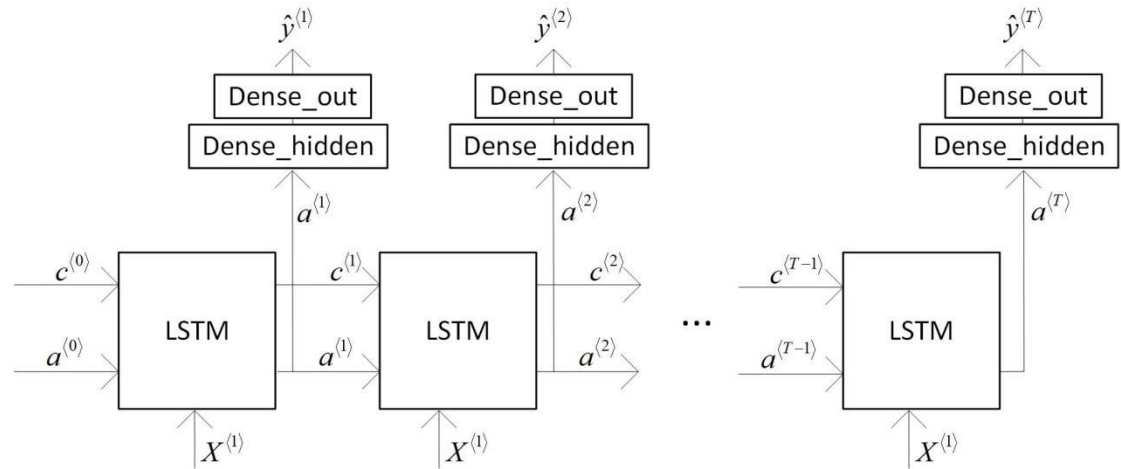 ŷ⟨1⟩ ŷ⟨2⟩ ŷ⟨T⟩
Dense_out Dense_out Dense_out
Dense_hidden Dense_hidden Dense_hidden
a⟨1⟩ a⟨2⟩ a⟨T⟩
c⟨0⟩ c⟨1⟩ c⟨2⟩ c⟨T−1⟩
LSTM LSTM ... LSTM
a⟨0⟩ a⟨1⟩ a⟨2⟩ a⟨T−1⟩
X⟨1⟩ X⟨1⟩ X⟨1⟩